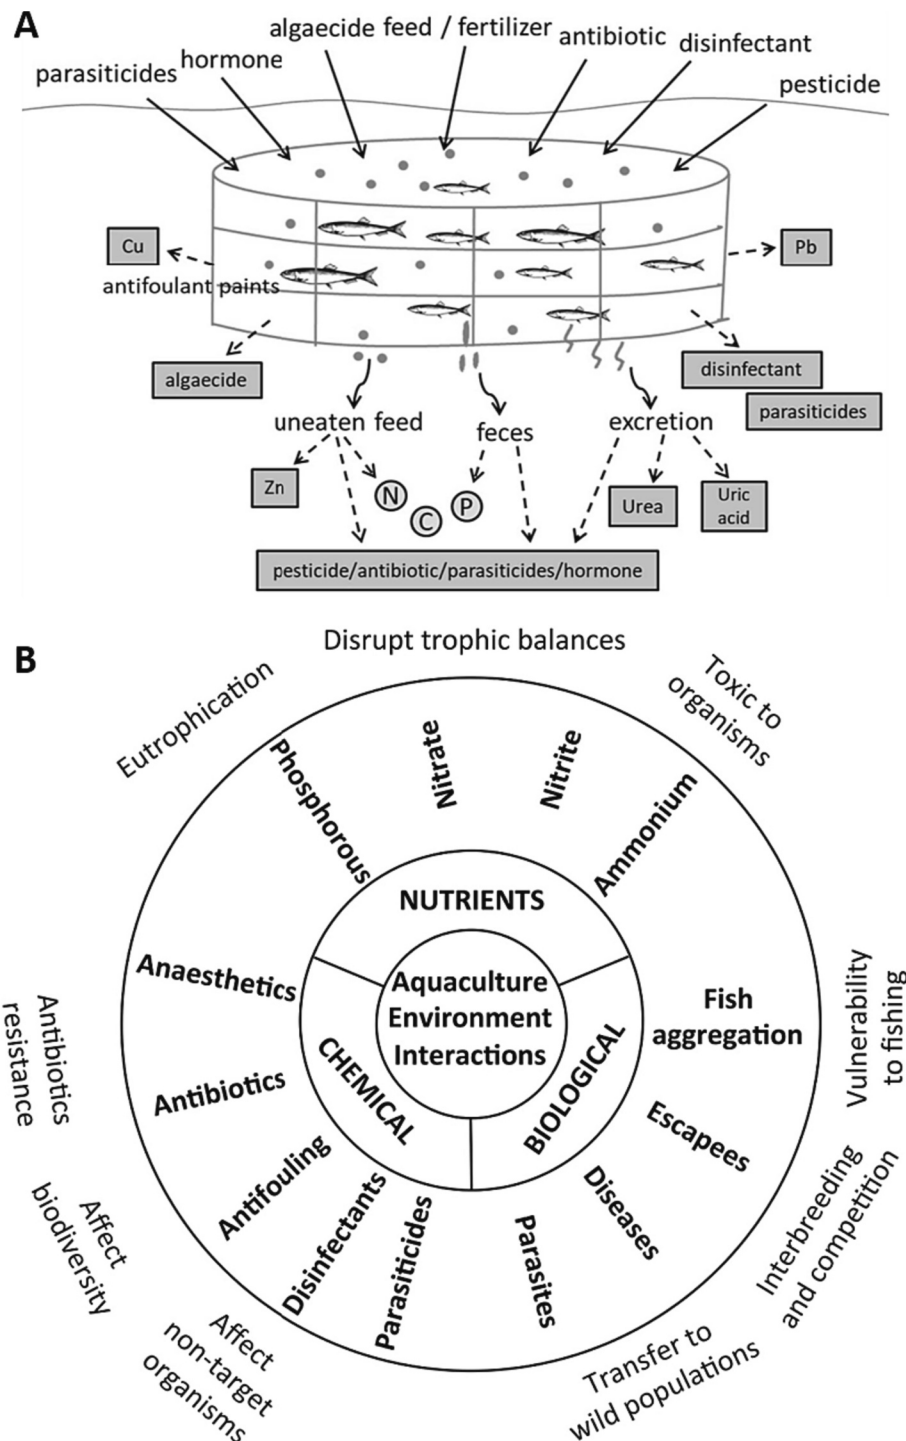 A
parasiticides
hormone
algaecide
feed / fertilizer
antibiotic
disinfectant
pesticide
Cu
antifoulant paints
Pb
algaecide
disinfectant
parasiticides
uneaten feed
feces
excretion
Zn
N
C
P
Urea
Uric
acid
pesticide/antibiotic/parasiticides/hormone
B
Disrupt trophic balances
Eutrophication
Toxic to
organisms
Phosphorous
Nitrate
Nitrite
Ammonium
NUTRIENTS
Aquaculture
Environment
Interactions
CHEMICAL
BIOLOGICAL
Anaesthetics
Antibiotics
Antifouling
Disinfectants
Parasiticides
Parasites
Diseases
Escapees
Fish
aggregation
Vulnerability
to fishing
Interbreeding
and competition
Transfer to
wild populations
Affect
non-target
organisms
Affect
biodiversity
Antibiotics
resistance